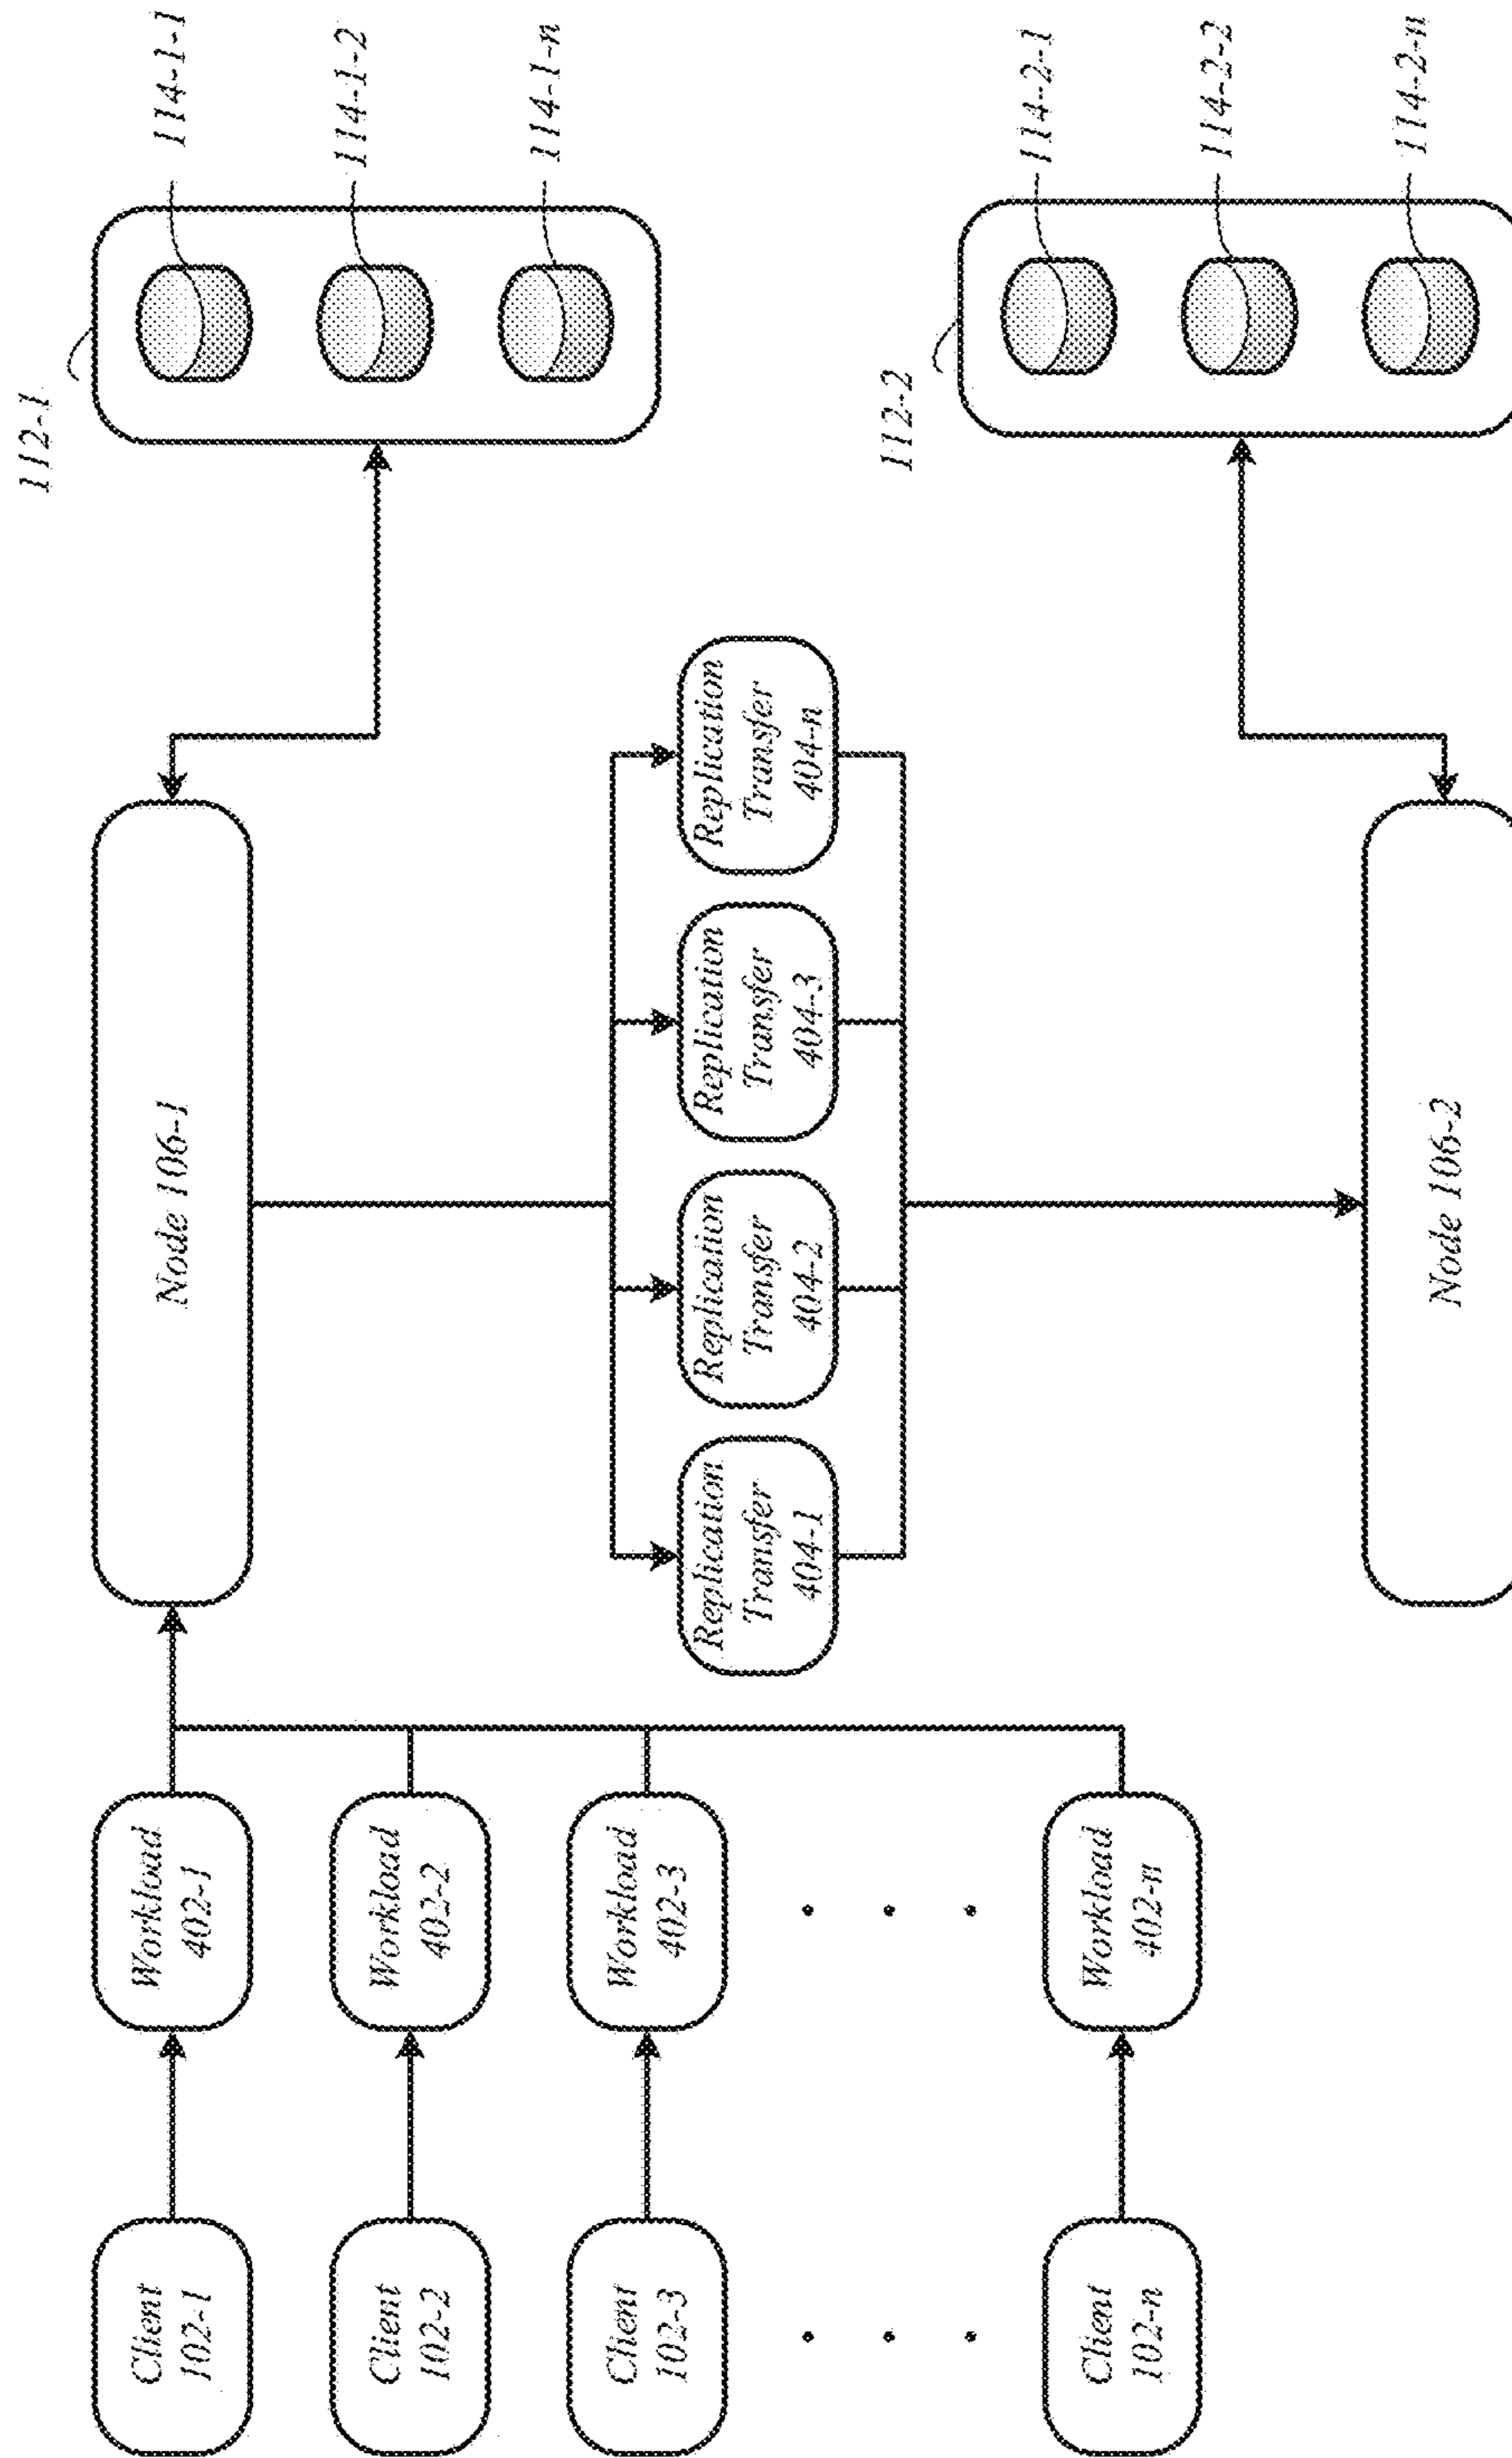 Client
102-1
Workload
402-1
Node 106-1
112-1
114-1-1
114-1-2
114-1-n
Client
102-2
Workload
402-2
Client
102-3
Workload
402-3
Replication
Transfer
404-1
Replication
Transfer
404-2
Replication
Transfer
404-3
Replication
Transfer
404-n
Client
102-n
Workload
402-n
112-2
114-2-1
114-2-2
114-2-n
Node 106-2